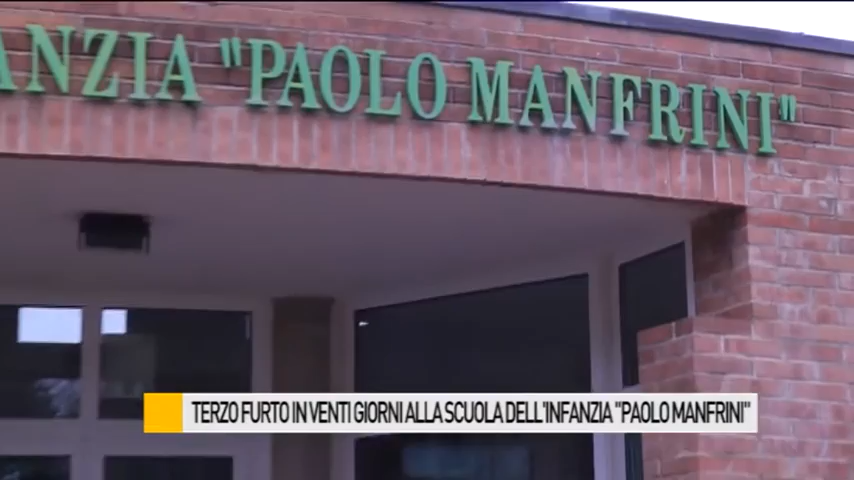 ANZIA "PAOLO MANFRINI"
TERZO FURTO IN VENTI GIORNI ALLA SCUOLA DELL'INFANZIA "PAOLO MANFRINI"